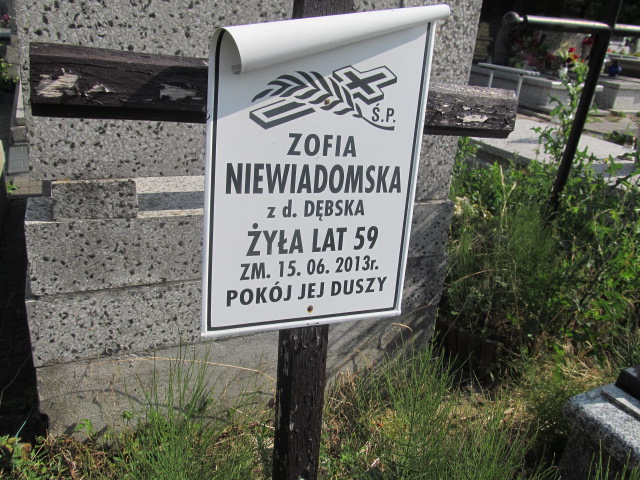 Ś.P.
ZOFIA
NIEWIADOMSKA
z d. DĘBSKA
ŻYŁA LAT 59
ZM. 15. 06. 2013r.
POKÓJ JEJ DUSZY